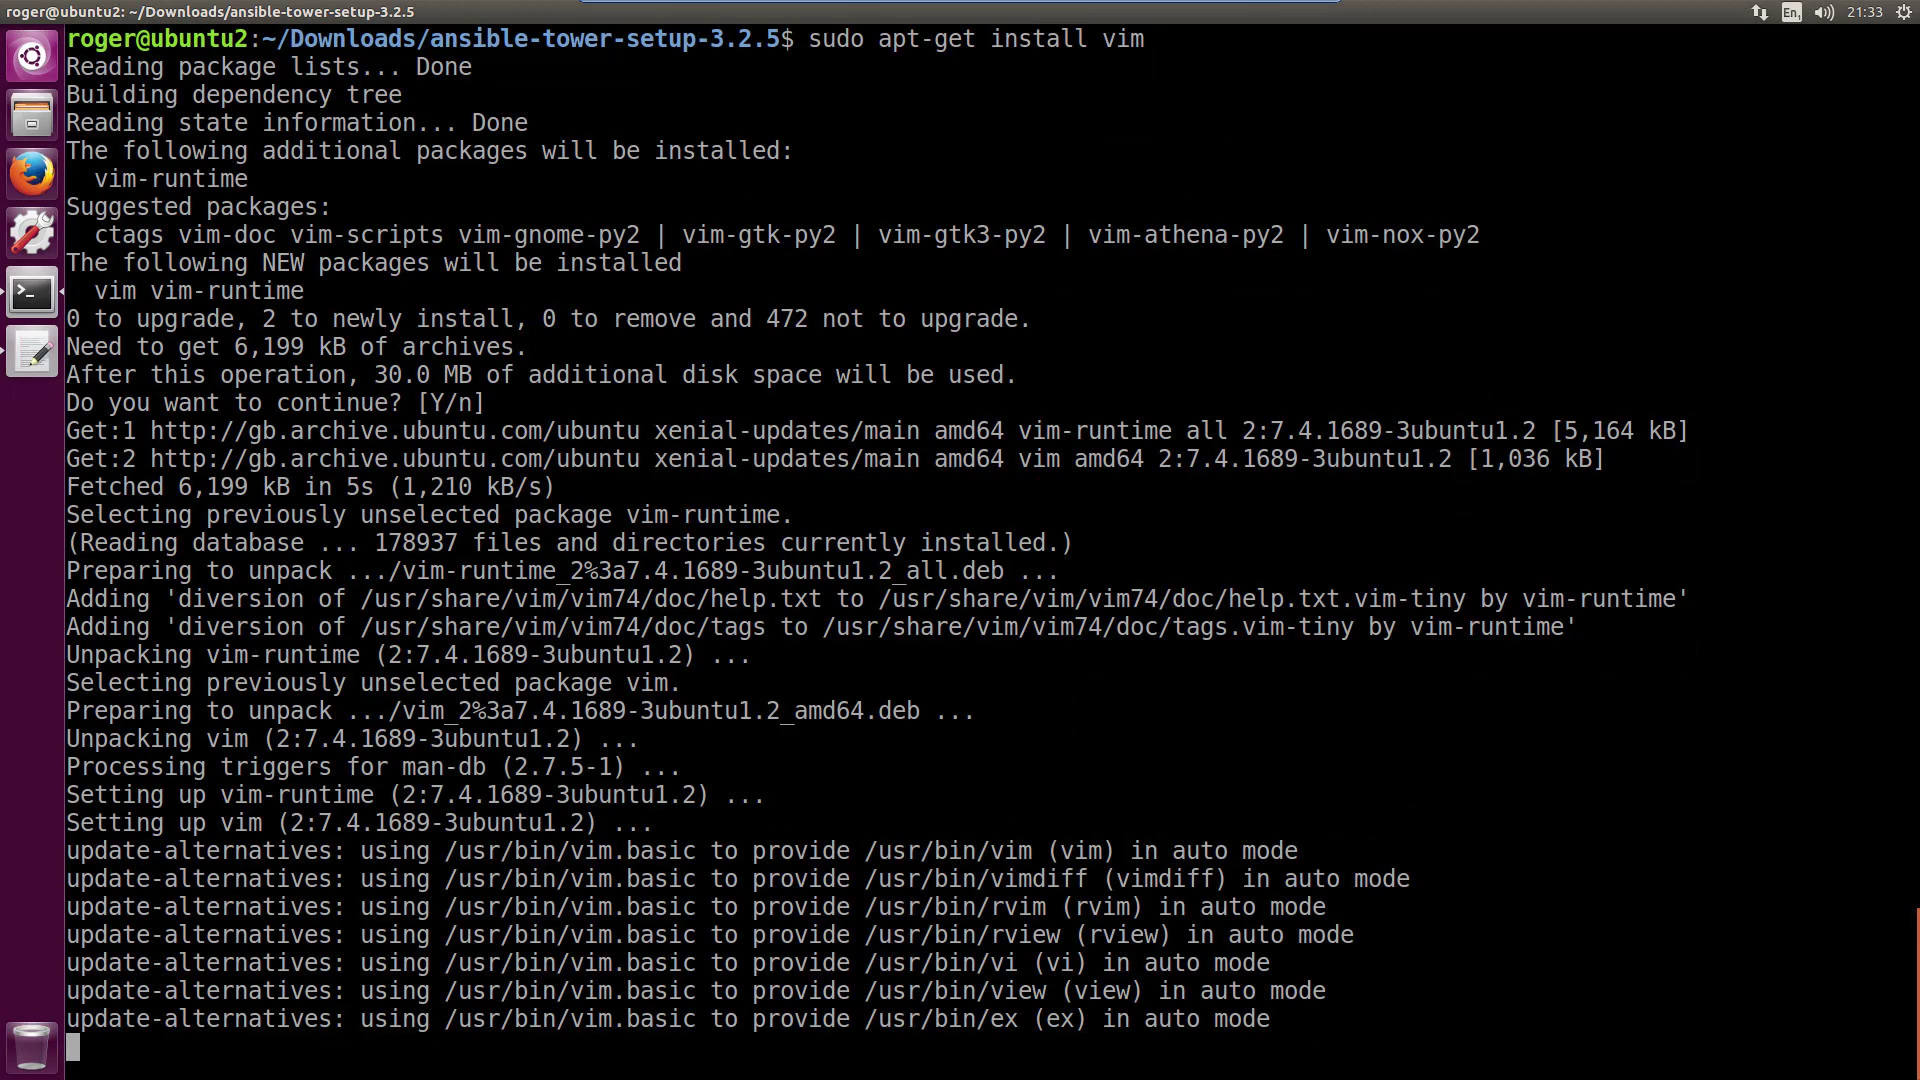 roger@ubuntu2: ~/Downloads/ansible-tower-setup-3.2.5
En1 21:33
roger@ubuntu2:~/Downloads/ansible-tower-setup-3.2.5$ sudo apt-get install vim
Reading package lists... Done
Building dependency tree
Reading state information... Done
The following additional packages will be installed:
  vim-runtime
Suggested packages:
  ctags vim-doc vim-scripts vim-gnome-py2 | vim-gtk-py2 | vim-gtk3-py2 | vim-athena-py2 | vim-nox-py2
The following NEW packages will be installed
  vim vim-runtime
0 to upgrade, 2 to newly install, 0 to remove and 472 not to upgrade.
Need to get 6,199 kB of archives.
After this operation, 30.0 MB of additional disk space will be used.
Do you want to continue? [Y/n]
Get:1 http://gb.archive.ubuntu.com/ubuntu xenial-updates/main amd64 vim-runtime all 2:7.4.1689-3ubuntu1.2 [5,164 kB]
Get:2 http://gb.archive.ubuntu.com/ubuntu xenial-updates/main amd64 vim amd64 2:7.4.1689-3ubuntu1.2 [1,036 kB]
Fetched 6,199 kB in 5s (1,210 kB/s)
Selecting previously unselected package vim-runtime.
(Reading database ... 178937 files and directories currently installed.)
Preparing to unpack .../vim-runtime_2%3a7.4.1689-3ubuntu1.2_all.deb ...
Adding 'diversion of /usr/share/vim/vim74/doc/help.txt to /usr/share/vim/vim74/doc/help.txt.vim-tiny by vim-runtime'
Adding 'diversion of /usr/share/vim/vim74/doc/tags to /usr/share/vim/vim74/doc/tags.vim-tiny by vim-runtime'
Unpacking vim-runtime (2:7.4.1689-3ubuntu1.2) ...
Selecting previously unselected package vim.
Preparing to unpack .../vim_2%3a7.4.1689-3ubuntu1.2_amd64.deb ...
Unpacking vim (2:7.4.1689-3ubuntu1.2) ...
Processing triggers for man-db (2.7.5-1) ...
Setting up vim-runtime (2:7.4.1689-3ubuntu1.2) ...
Setting up vim (2:7.4.1689-3ubuntu1.2) ...
update-alternatives: using /usr/bin/vim.basic to provide /usr/bin/vim (vim) in auto mode
update-alternatives: using /usr/bin/vim.basic to provide /usr/bin/vimdiff (vimdiff) in auto mode
update-alternatives: using /usr/bin/vim.basic to provide /usr/bin/rvim (rvim) in auto mode
update-alternatives: using /usr/bin/vim.basic to provide /usr/bin/rview (rview) in auto mode
update-alternatives: using /usr/bin/vim.basic to provide /usr/bin/vi (vi) in auto mode
update-alternatives: using /usr/bin/vim.basic to provide /usr/bin/view (view) in auto mode
update-alternatives: using /usr/bin/vim.basic to provide /usr/bin/ex (ex) in auto mode